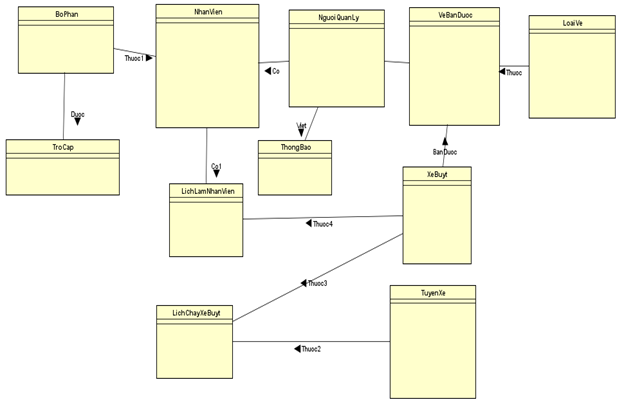 BoPhan
NhanVien
NguoiQuanLy
VeBanDuoc
LoaiVe
Thuoc1
Co
Thuoc
Duoc
Viet
TroCap
ThongBao
BanDuoc
Co1
XeBuyt
LichLamNhanVien
Thuoc4
Thuoc3
TuyenXe
LichChayXeBuyt
Thuoc2